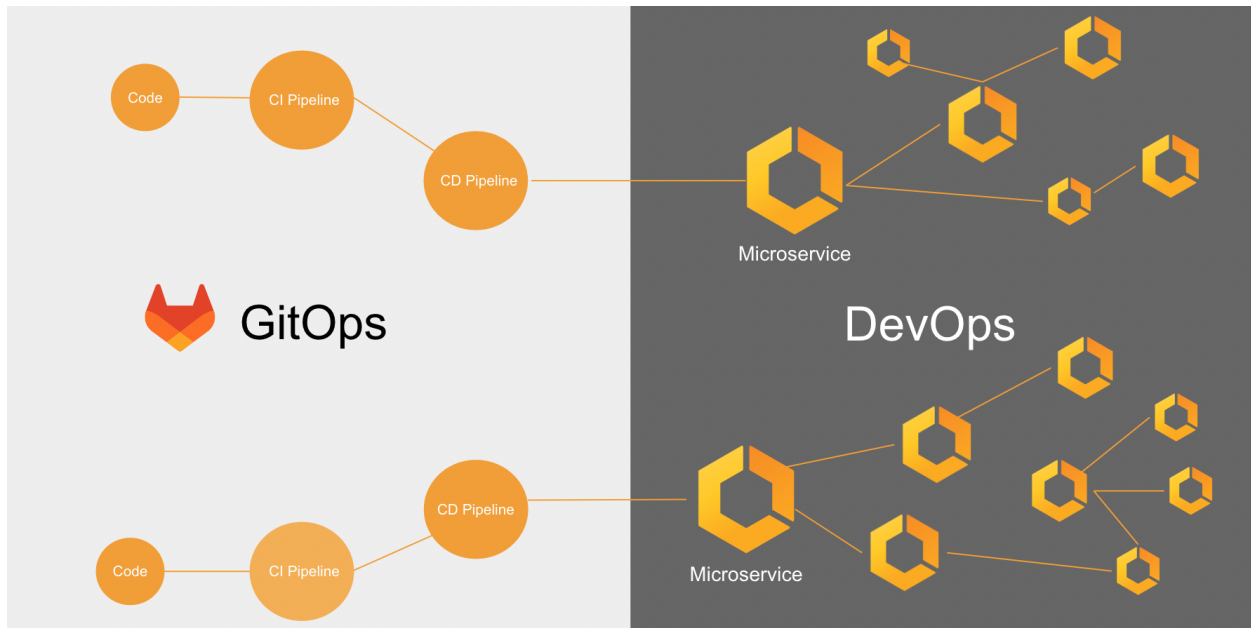 Code
CI Pipeline
CD Pipeline
Microservice
GitOps
DevOps
CD Pipeline
Code
CI Pipeline
Microservice